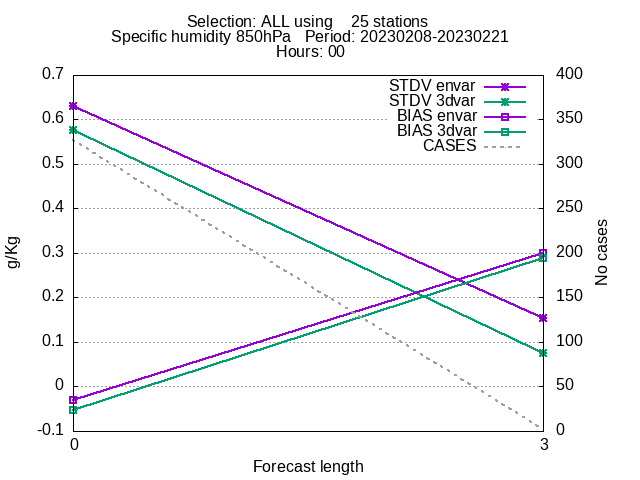 Selection: ALL using    25 stations
Specific humidity 850hPa   Period: 20230208-20230221
Hours: 00
STDV envar
STDV 3dvar
BIAS envar
BIAS 3dvar
CASES
0.7
0.6
0.5
0.4
0.3
0.2
0.1
0
-0.1
g/Kg
400
350
300
250
200
150
100
50
0
No cases
0
3
Forecast length